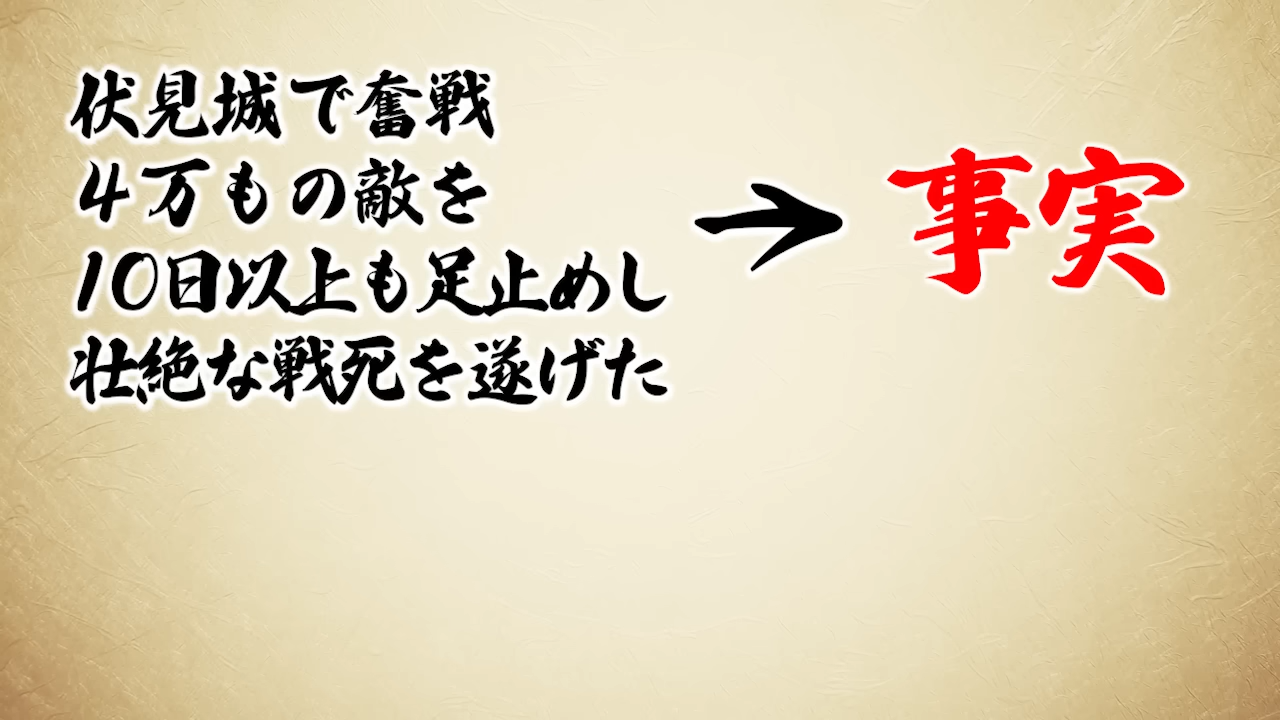 伏見城で奮戦
4万もの敵を
10日以上も足止めし
壮絶な戦死を遂げた
→
事実